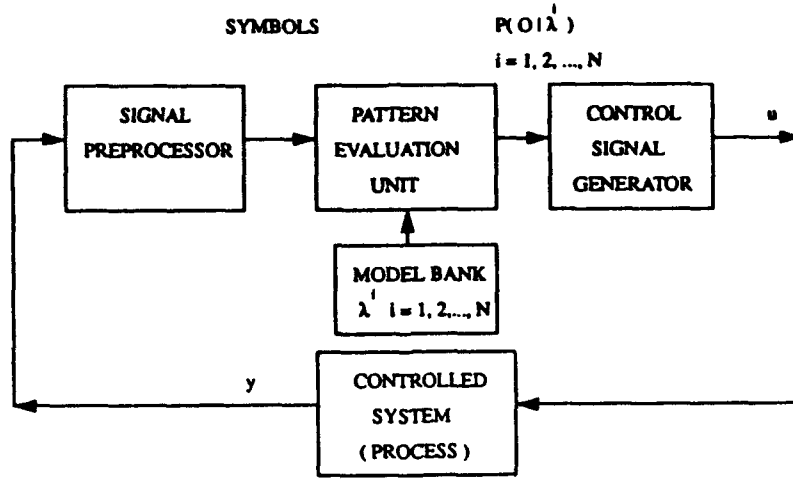 SYMBOLS
P( O | λ^i )
i = 1, 2, ..., N
SIGNAL
PREPROCESSOR
PATTERN
EVALUATION
UNIT
CONTROL
SIGNAL
GENERATOR
u
MODEL BANK
λ^i i = 1, 2,..., N
y
CONTROLLED
SYSTEM
( PROCESS )